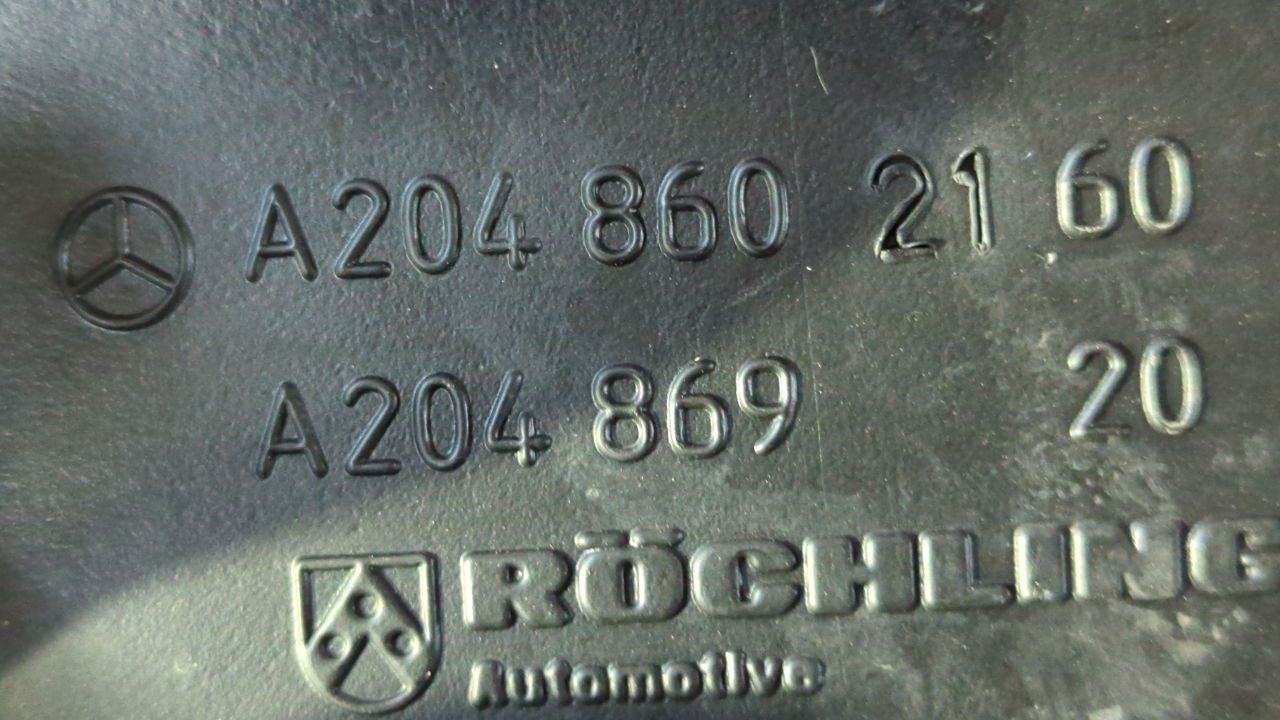 A204 860 21 60
A204 869 20
RÖCHLING
Automotive